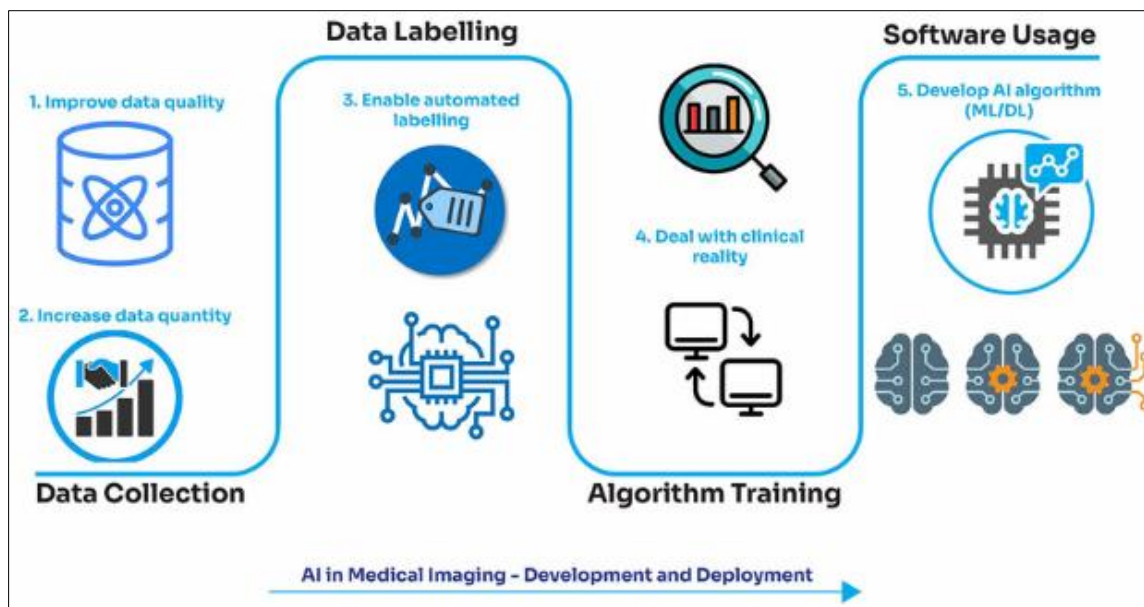 Data Labelling
Software Usage
1. Improve data quality
3. Enable automated
labelling
5. Develop AI algorithm
(ML/DL)
4. Deal with clinical
reality
2. Increase data quantity
Data Collection
Algorithm Training
AI in Medical Imaging - Development and Deployment